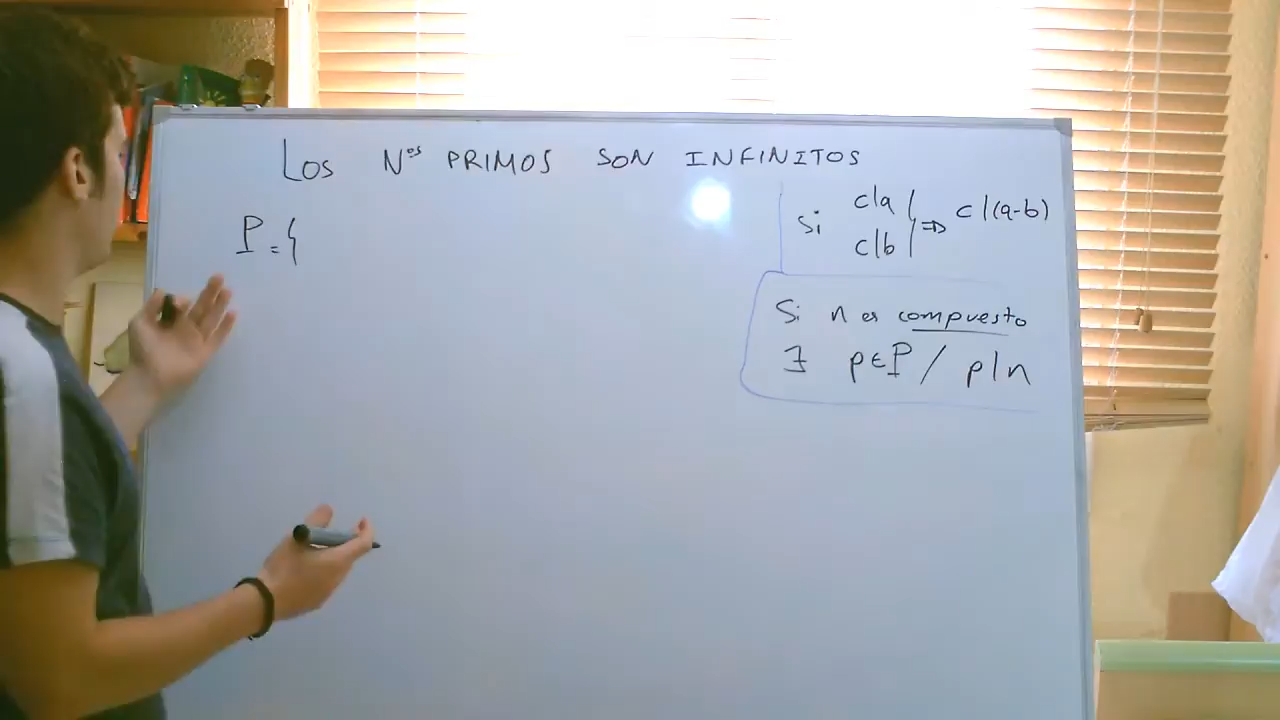 LOS Nos PRIMOS SON INFINITOS
P = {
Si c|a
c|b } => c|(a-b)
Si n es compuesto
∃ p∈P / p|n